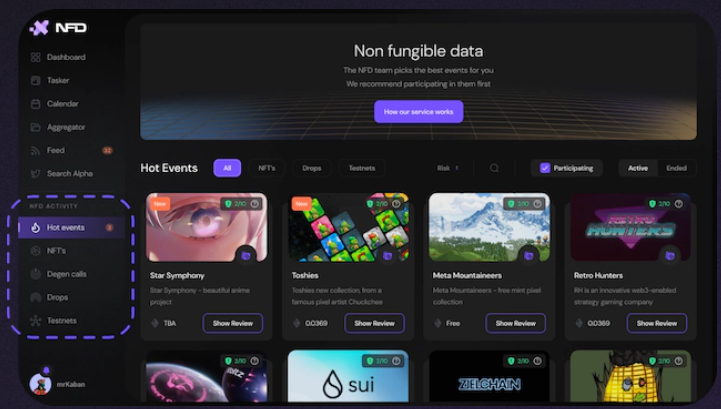 NFD
Dashboard
Tasker
Calendar
Aggregator
Feed
Search Alpha
NFD ACTIVITY
Hot events
NFT's
Degen calls
Drops
Testnets
mrKaban
Non fungible data
The NFD team picks the best events for you
We recommend participating in them first
How our service works
Hot Events
All
NFT's
Drops
Testnets
Risk
Participating
Active
Ended
New
2/10
Star Symphony
Star Symphony - beautiful anime
project
TBA
Show Review
New
2/10
Toshies
Toshies new collection, from a
famous pixel artist Chuckchee
0.0369
Show Review
2/10
Meta Mountaineers
Meta Mountaineers - free mint pixel
collection
Free
Show Review
2/10
RETRO
HUNTERS
Retro Hunters
RH is an innovative web3-enabled
strategy gaming company
0.0369
Show Review
2/10
2/10
sui
2/10
ZIELCHAIN
2/10